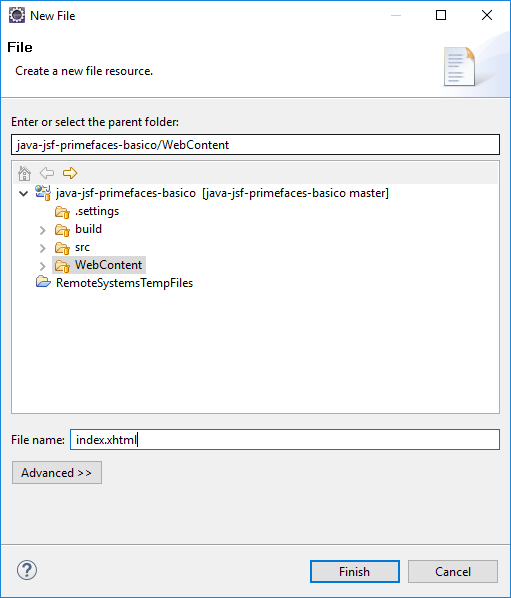 New File
File
Create a new file resource.
Enter or select the parent folder:
java-jsf-primefaces-basico/WebContent
java-jsf-primefaces-basico [java-jsf-primefaces-basico master]
.settings
build
src
WebContent
RemoteSystemsTempFiles
File name: index.xhtml
Advanced >>
?
Finish Cancel